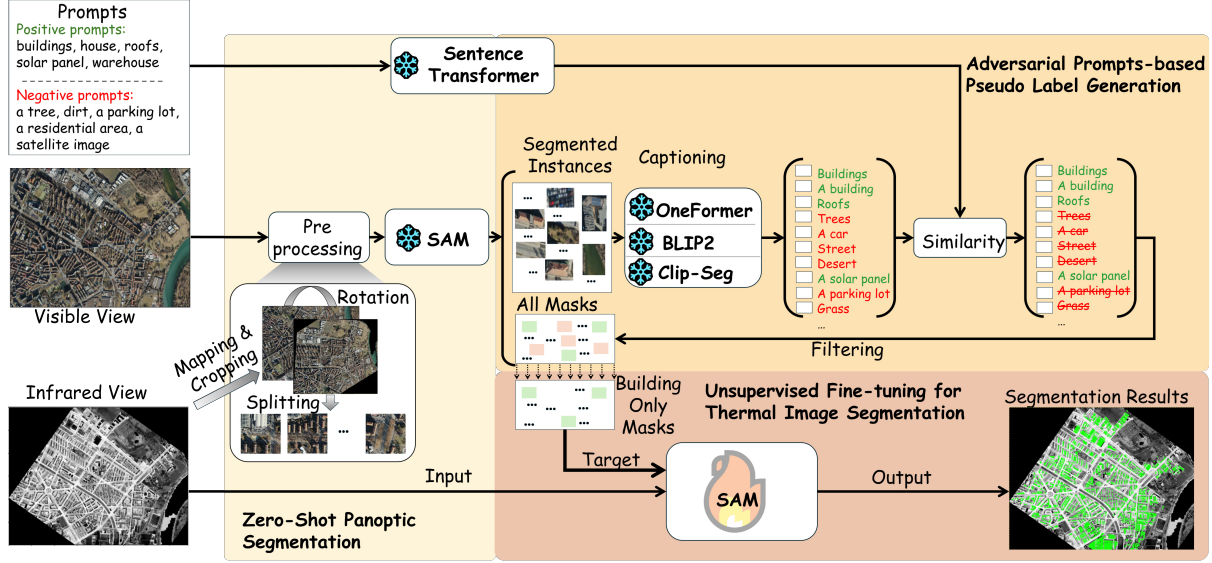 Prompts
Positive prompts:
buildings, house, roofs,
solar panel, warehouse
Negative prompts:
a tree, dirt, a parking lot,
a residential area, a
satellite image
Visible View
Infrared View
Sentence
Transformer
Pre
processing
SAM
Rotation
Mapping &
Cropping
Splitting
...
Zero-Shot Panoptic
Segmentation
Adversarial Prompts-based
Pseudo Label Generation
Segmented
Instances
...
...
...
...
...
Captioning
OneFormer
BLIP2
Clip-Seg
Buildings
A building
Roofs
Trees
A car
Street
Desert
A solar panel
A parking lot
Grass
...
Similarity
Buildings
A building
Roofs
Trees
A car
Street
Desert
A solar panel
A parking lot
Grass
...
All Masks
...
...
...
...
...
Filtering
...
...
...
...
...
Building
Only
Masks
Unsupervised Fine-tuning for
Thermal Image Segmentation
Target
Input
SAM
Output
Segmentation Results